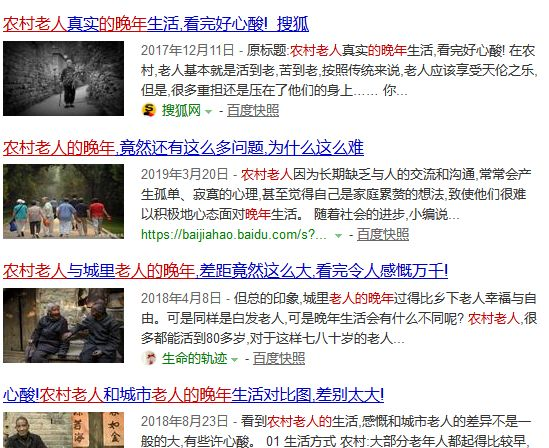 农村老人真实的晚年生活,看完好心酸! 搜狐
2017年12月11日 - 原标题:农村老人真实的晚年生活,看完好心酸! 在农
村,老人基本就是活到老,苦到老,按照传统来说,老人应该享受天伦之乐,
但是,很多重担还是压在了他们的身上…… 你...
搜狐网 - 百度快照
农村老人的晚年,竟然还有这么多问题,为什么这么难
2019年3月20日 - 农村老人因为长期缺乏与人的交流和沟通,常常会产
生孤单、寂寞的心理,甚至觉得自己是家庭累赘的想法,致使他们很难
以积极地心态面对晚年生活。 随着社会的进步,小编说...
https://baijiahao.baidu.com/s?... - 百度快照
农村老人与城里老人的晚年,差距竟然这么大,看完令人感慨万千!
2018年4月8日 - 但总的印象,城里老人的晚年过得比乡下老人幸福与自
由。可是同样是白发老人,可是晚年生活会有什么不同呢? 农村老人,很
多都能活到80多岁,对于这样七八十岁的老人...
生命的轨迹 - 百度快照
心酸!农村老人和城市老人的晚年生活对比图,差别太大!
2018年8月23日 - 看到农村老人的生活,感慨和城市老人的差异不是一
般的大,有些许心酸。 01 生活方式 农村:大部分老年人都起得比较早,